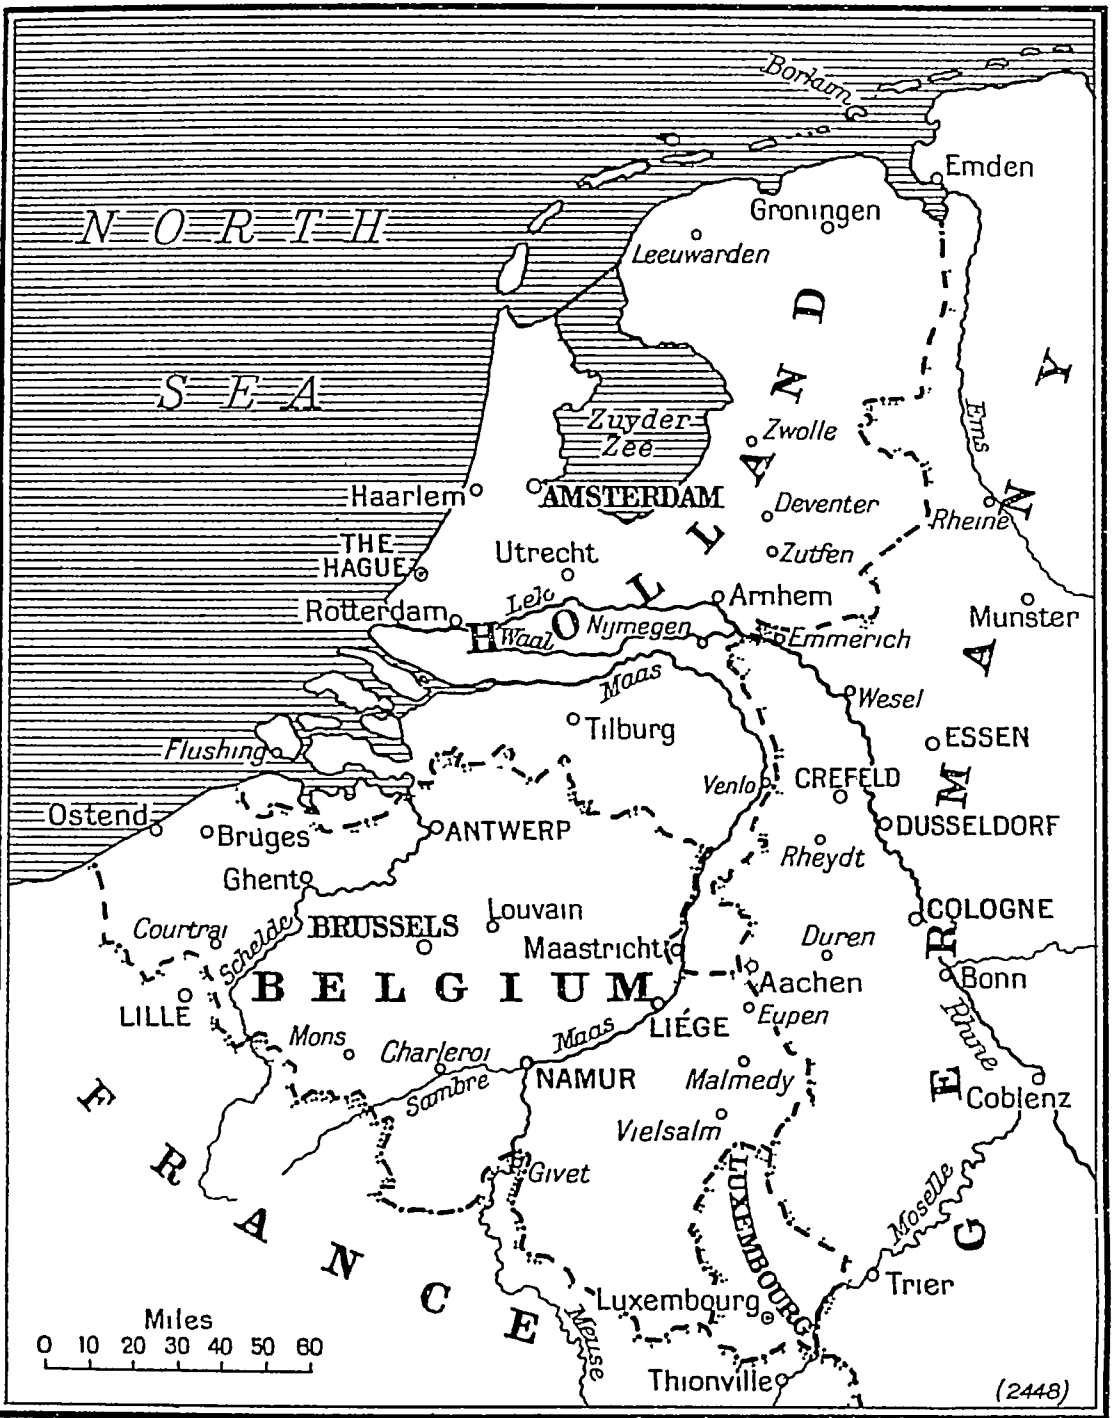 Borkum
Emden
NORTH
Groningen
Leeuwarden
SEA
Zuyder
Zee
Zwolle
Ems
Haarlem
AMSTERDAM
Deventer
Rheine
THE
HAGUE
Utrecht
Zutfen
Rotterdam
Lek
Arnhem
Munster
HOLLAND
Waal
Nijmegen
Emmerich
Maas
Wesel
Flushing
Tilburg
ESSEN
Venlo
CREFELD
Ostend
Bruges
ANTWERP
DUSSELDORF
Rheydt
Ghent
Courtrai
Schelde
BRUSSELS
Louvain
COLOGNE
Maastricht
Duren
BELGIUM
Aachen
Bonn
LILLE
LIÉGE
Eupen
Mons
Charleroi
Maas
Rhine
Sambre
NAMUR
Malmedy
Coblenz
Vielsalm
GERMANY
Givet
LUXEMBOURG
Moselle
FRANCE
Trier
Luxembourg
Meuse
Miles
0 10 20 30 40 50 60
Thionville
(2448)